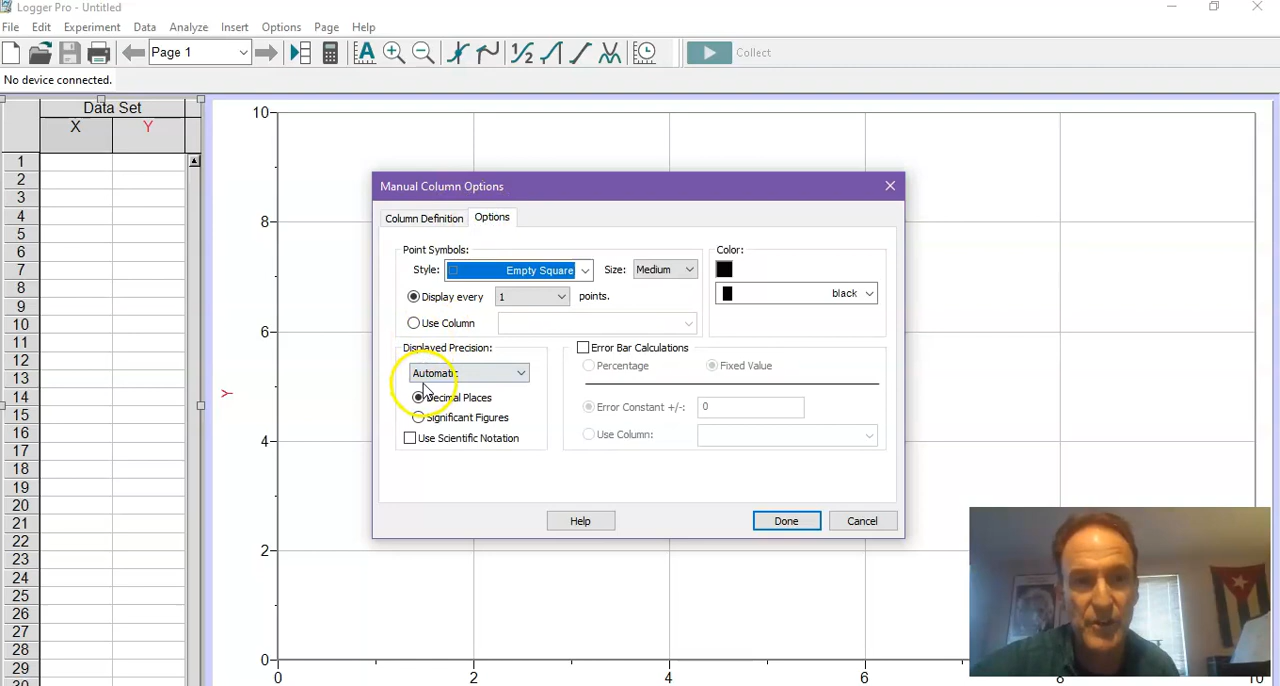 Logger Pro - Untitled
File Edit Experiment Data Analyze Insert Options Page Help
Page 1
Collect
No device connected.
Data Set
X Y
1
2
3
4
5
6
7
8
9
10
11
12
13
14
15
16
17
18
19
20
21
22
23
24
25
26
27
28
29
10
8
6
4
2
0
Y
0 2 4 6 8 10
Manual Column Options
Column Definition Options
Point Symbols:
Style: Empty Square Size: Medium
Display every 1 points.
Use Column
Color:
black
Displayed Precision:
Automatic
Decimal Places
Significant Figures
Use Scientific Notation
Error Bar Calculations
Percentage Fixed Value
Error Constant +/-: 0
Use Column:
Help Done Cancel